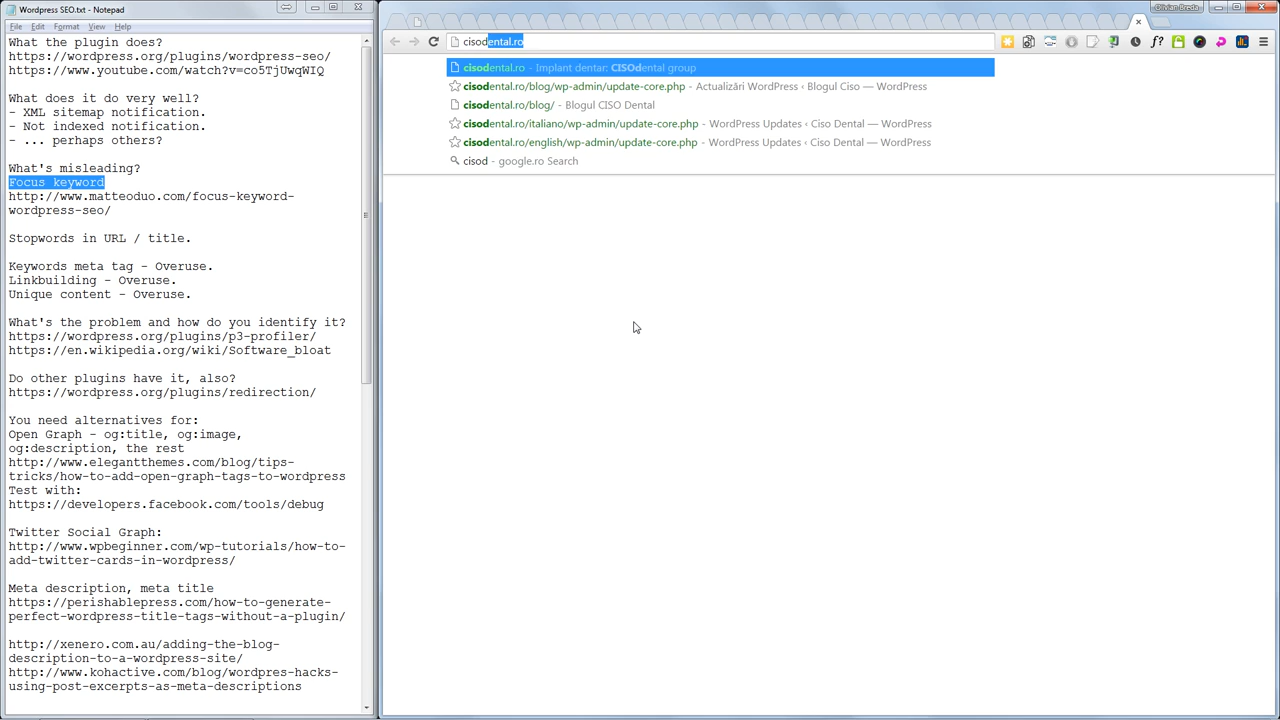 Wordpress SEO.txt - Notepad
File Edit Format View Help
What the plugin does?
https://wordpress.org/plugins/wordpress-seo/
https://www.youtube.com/watch?v=co5TjUwqWIQ
What does it do very well?
- XML sitemap notification.
- Not indexed notification.
- ... perhaps others?
What's misleading?
Focus keyword
http://www.matteoduo.com/focus-keyword-
wordpress-seo/
Stopwords in URL / title.
Keywords meta tag - Overuse.
Linkbuilding - Overuse.
Unique content - Overuse.
What's the problem and how do you identify it?
https://wordpress.org/plugins/p3-profiler/
https://en.wikipedia.org/wiki/Software_bloat
Do other plugins have it, also?
https://wordpress.org/plugins/redirection/
You need alternatives for:
Open Graph - og:title, og:image,
og:description, the rest
http://www.elegantthemes.com/blog/tips-
tricks/how-to-add-open-graph-tags-to-wordpress
Test with:
https://developers.facebook.com/tools/debug
Twitter Social Graph:
http://www.wpbeginner.com/wp-tutorials/how-to-
add-twitter-cards-in-wordpress/
Meta description, meta title
https://perishablepress.com/how-to-generate-
perfect-wordpress-title-tags-without-a-plugin/
http://xenero.com.au/adding-the-blog-
description-to-a-wordpress-site/
http://www.kohactive.com/blog/wordpres-hacks-
using-post-excerpts-as-meta-descriptions
Olivian Breda
cisodental.ro
f?
cisodental.ro - Implant dentar: CISOdental group
cisodental.ro/blog/wp-admin/update-core.php - Actualizări WordPress ‹ Blogul Ciso — WordPress
cisodental.ro/blog/ - Blogul CISO Dental
cisodental.ro/italiano/wp-admin/update-core.php - WordPress Updates ‹ Ciso Dental — WordPress
cisodental.ro/english/wp-admin/update-core.php - WordPress Updates ‹ Ciso Dental — WordPress
cisod - google.ro Search